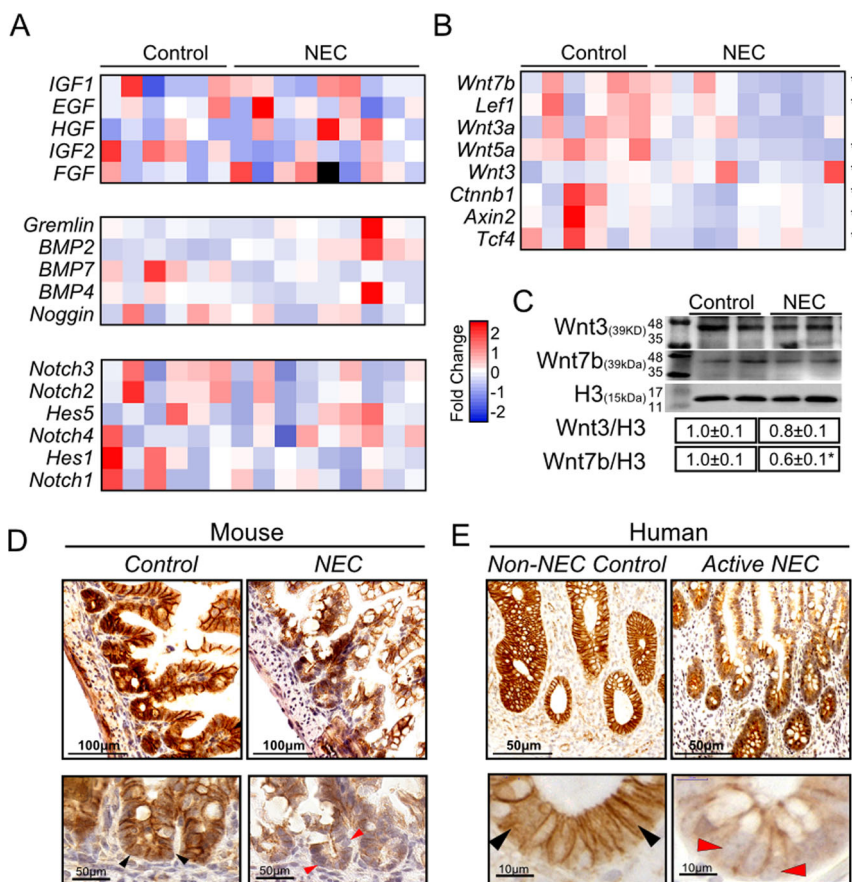 A
Control NEC
IGF1
EGF
HGF
IGF2
FGF
Gremlin
BMP2
BMP7
BMP4
Noggin
Notch3
Notch2
Hes5
Notch4
Hes1
Notch1
Fold Change
2
1
0
-1
-2
B
Control NEC
Wnt7b
Lef1
Wnt3a
Wnt5a
Wnt3
Ctnnb1
Axin2
Tcf4
C
Control NEC
Wnt3(39KD) 48
35
Wnt7b(39kDa) 48
35
H3(15kDa) 17
11
Wnt3/H3 1.0±0.1 0.8±0.1
Wnt7b/H3 1.0±0.1 0.6±0.1*
D
Mouse
Control NEC
100µm 100µm
50µm 50µm
E
Human
Non-NEC Control Active NEC
50µm 50µm
10µm 10µm